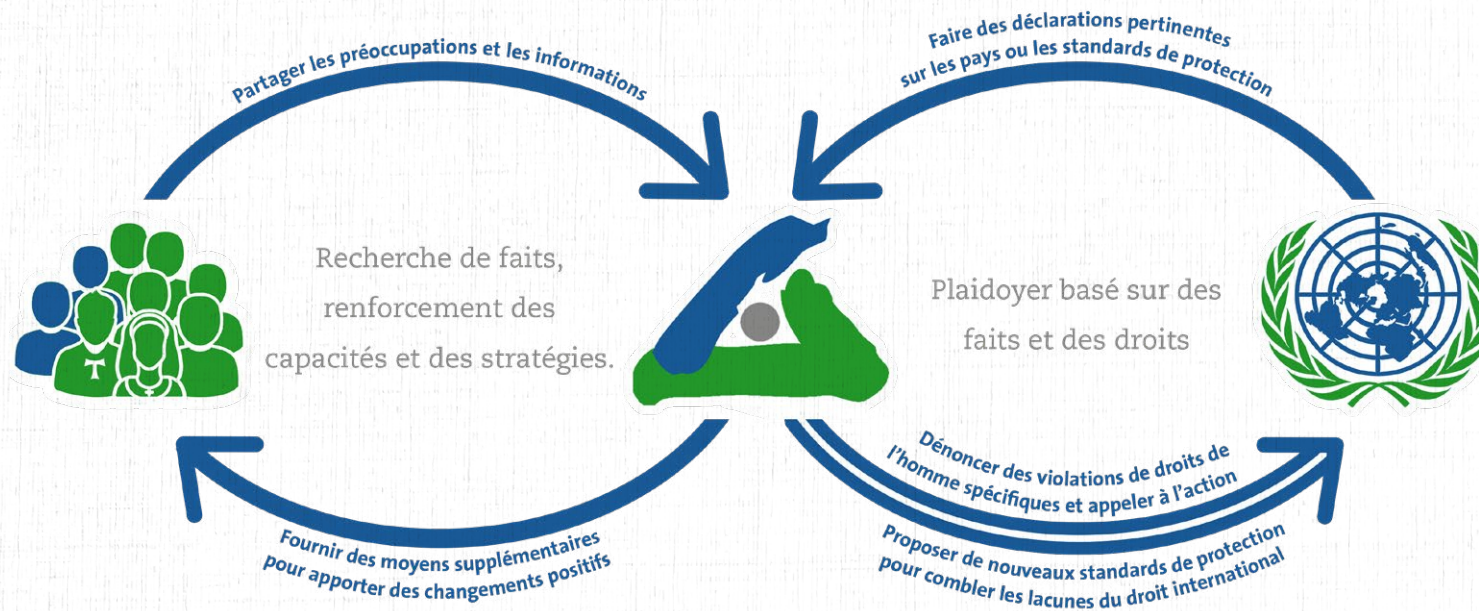 Partager les préoccupations et les informations
Faire des déclarations pertinentes
sur les pays ou les standards de protection
Recherche de faits,
renforcement des
capacités et des stratégies.
Plaidoyer basé sur des
faits et des droits
Fournir des moyens supplémentaires
pour apporter des changements positifs
Dénoncer des violations de droits de
l'homme spécifiques et appeler à l'action
Proposer de nouveaux standards de protection
pour combler les lacunes du droit international